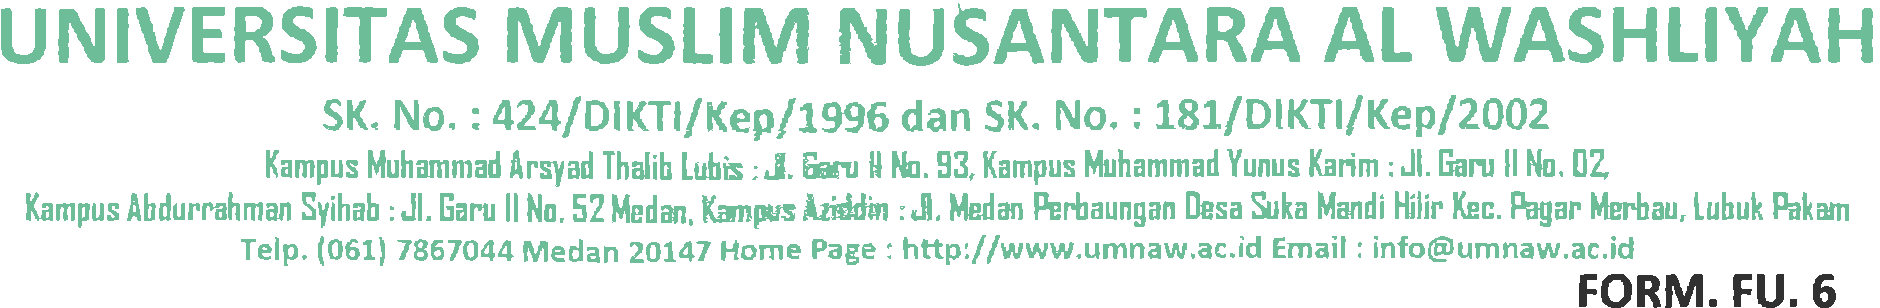 UNIVERSITAS MUSLIM NUSANTARA AL WASHLIYAH
SK. No. : 424/DIKTI/Kep/1996 dan SK. No. : 181/DIKTI/Kep/2002
Kampus Muhammad Arsyad Thalib Lubis : Jl. Garu II No. 93, Kampus Muhammad Yunus Karim : Jl. Garu II No. 02,
Kampus Abdurrahman Syihab : Jl. Garu II No. 52 Medan, Kampus Aziddin : Jl. Medan Perbaungan Desa Suka Mandi Hilir Kec. Pagar Merbau, Lubuk Pakam
Telp. (061) 7867044 Medan 20147 Home Page : http://www.umnaw.ac.id Email : info@umnaw.ac.id
FORM. FU. 6